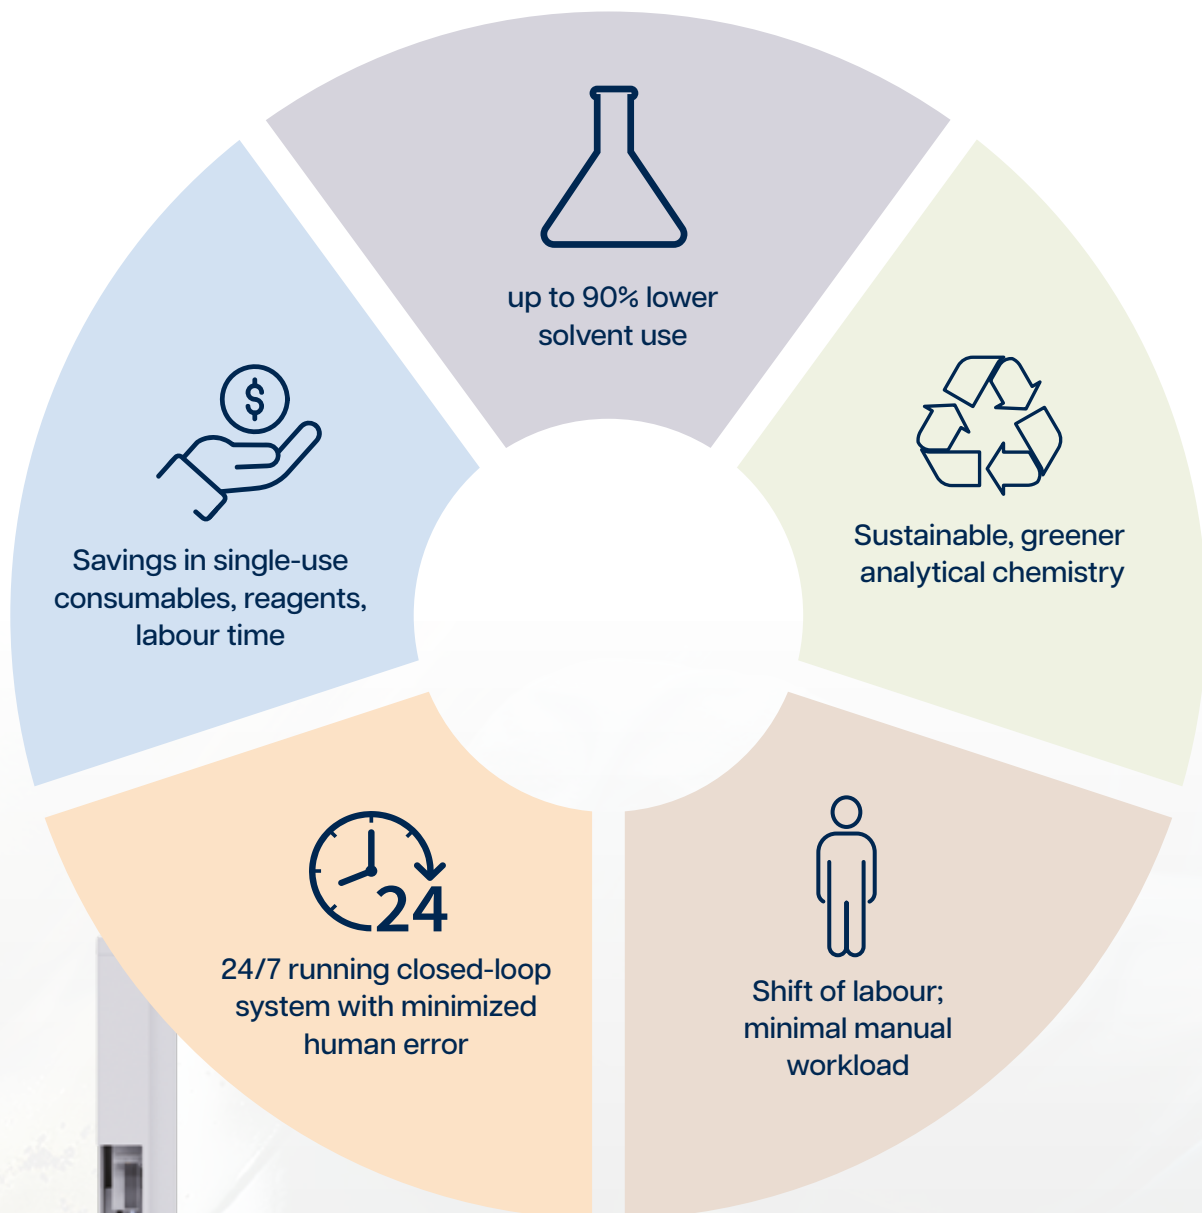 up to 90% lower
solvent use
Sustainable, greener
analytical chemistry
$
Savings in single-use
consumables, reagents,
labour time
24
24/7 running closed-loop
system with minimized
human error
Shift of labour;
minimal manual
workload